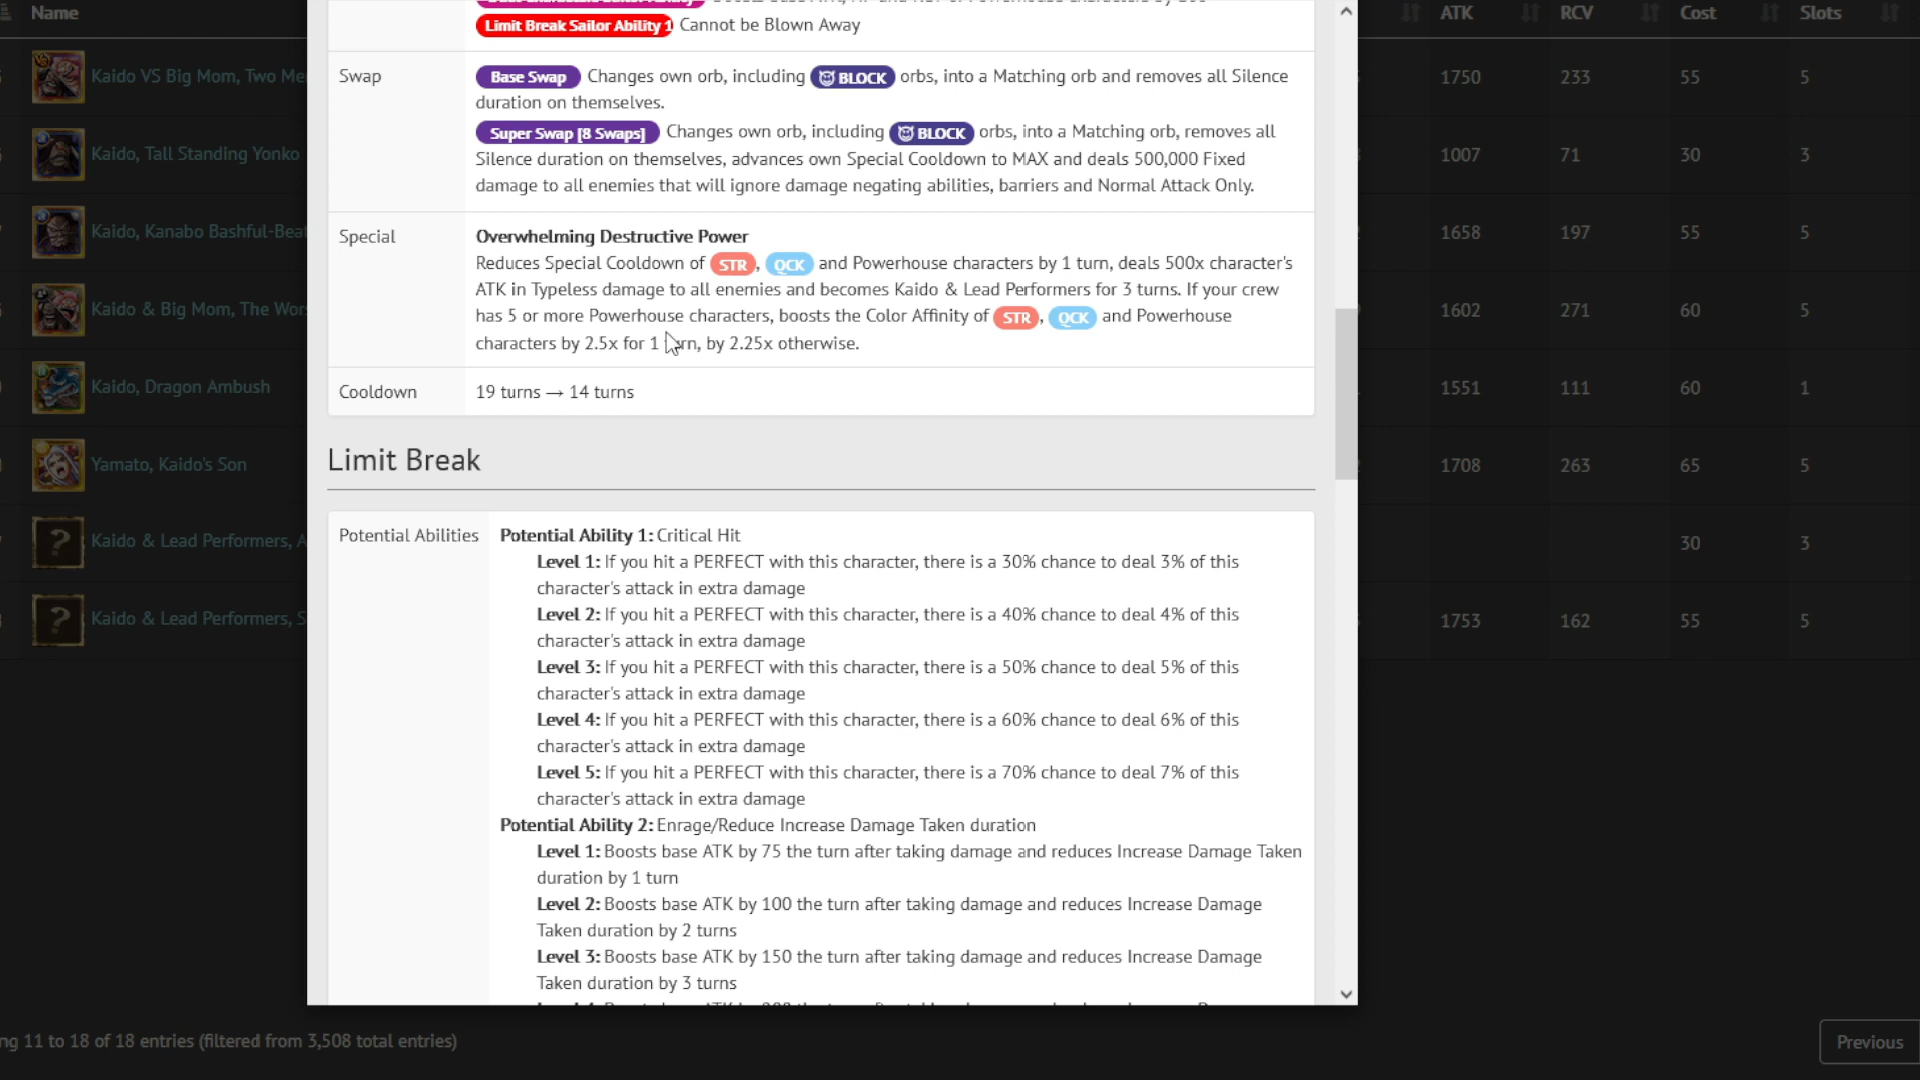 Name
ATK RCV Cost Slots
Limit Break Sailor Ability 1 Cannot be Blown Away
Kaido VS Big Mom, Two Me
1750 233 55 5
Swap
Base Swap Changes own orb, including BLOCK orbs, into a Matching orb and removes all Silence
duration on themselves.
Super Swap [8 Swaps] Changes own orb, including BLOCK orbs, into a Matching orb, removes all
Silence duration on themselves, advances own Special Cooldown to MAX and deals 500,000 Fixed
damage to all enemies that will ignore damage negating abilities, barriers and Normal Attack Only.
Kaido, Tall Standing Yonko
1007 71 30 3
Kaido, Kanabo Bashful-Bea
1658 197 55 5
Special
Overwhelming Destructive Power
Reduces Special Cooldown of STR, QCK and Powerhouse characters by 1 turn, deals 500x character's
ATK in Typeless damage to all enemies and becomes Kaido & Lead Performers for 3 turns. If your crew
has 5 or more Powerhouse characters, boosts the Color Affinity of STR, QCK and Powerhouse
characters by 2.5x for 1 turn, by 2.25x otherwise.
Kaido & Big Mom, The Wor
1602 271 60 5
Cooldown
19 turns → 14 turns
Kaido, Dragon Ambush
1551 111 60 1
Limit Break
Yamato, Kaido's Son
1708 263 65 5
Potential Abilities
Potential Ability 1: Critical Hit
Level 1: If you hit a PERFECT with this character, there is a 30% chance to deal 3% of this
character's attack in extra damage
Level 2: If you hit a PERFECT with this character, there is a 40% chance to deal 4% of this
character's attack in extra damage
Level 3: If you hit a PERFECT with this character, there is a 50% chance to deal 5% of this
character's attack in extra damage
Level 4: If you hit a PERFECT with this character, there is a 60% chance to deal 6% of this
character's attack in extra damage
Level 5: If you hit a PERFECT with this character, there is a 70% chance to deal 7% of this
character's attack in extra damage
Potential Ability 2: Enrage/Reduce Increase Damage Taken duration
Level 1: Boosts base ATK by 75 the turn after taking damage and reduces Increase Damage Taken
duration by 1 turn
Level 2: Boosts base ATK by 100 the turn after taking damage and reduces Increase Damage
Taken duration by 2 turns
Level 3: Boosts base ATK by 150 the turn after taking damage and reduces Increase Damage
Taken duration by 3 turns
Kaido & Lead Performers, A
30 3
Kaido & Lead Performers, S
1753 162 55 5
ng 11 to 18 of 18 entries (filtered from 3,508 total entries)
Previous